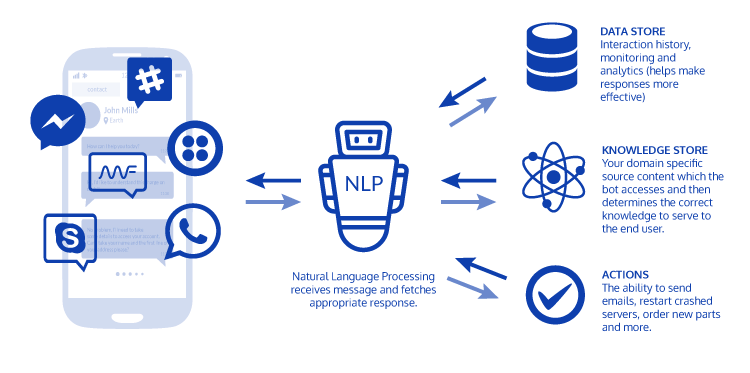 CONTACT
John Mills
Earth
NLP
Natural Language Processing
receives message and fetches
appropriate response.
DATA STORE
Interaction history,
monitoring and
analytics (helps make
responses more
effective)
KNOWLEDGE STORE
Your domain specific
source content which the
bot accesses and then
determines the correct
knowledge to serve to
the end user.
ACTIONS
The ability to send
emails, restart crashed
servers, order new parts
and more.